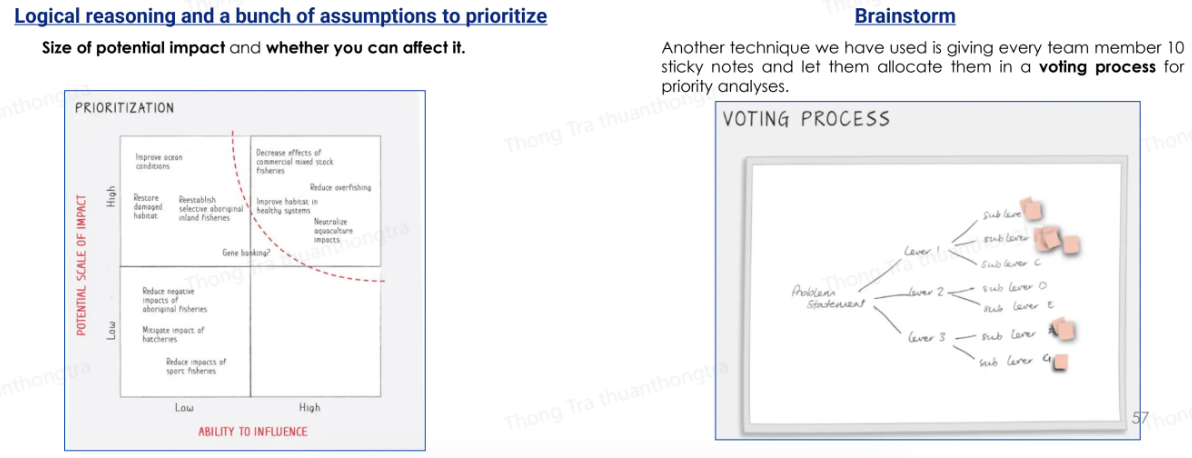 Logical reasoning and a bunch of assumptions to prioritize
Size of potential impact and whether you can affect it.
PRIORITIZATION
POTENTIAL SCALE OF IMPACT
High
Low
Improve ocean
conditions
Restore
damaged
habitat
Reestablish
selective aboriginal
inland fisheries
Gene banking?
Decrease effects of
commercial mixed stock
fisheries
Reduce overfishing
Improve habitat in
healthy systems
Neutralize
aquaculture
impacts
Reduce negative
impacts of
aboriginal fisheries
Mitigate impact of
hatcheries
Reduce impacts of
sport fisheries
Low
High
ABILITY TO INFLUENCE
Brainstorm
Another technique we have used is giving every team member 10
sticky notes and let them allocate them in a voting process for
priority analyses.
VOTING PROCESS
Problem
Statement
Lever 1
sub leve
sub lever
sub lever C
Lever 2
sub lever D
sub lever E
Lever 3
sub lever
sub lever G
57
Thong Tra thuanthongtra